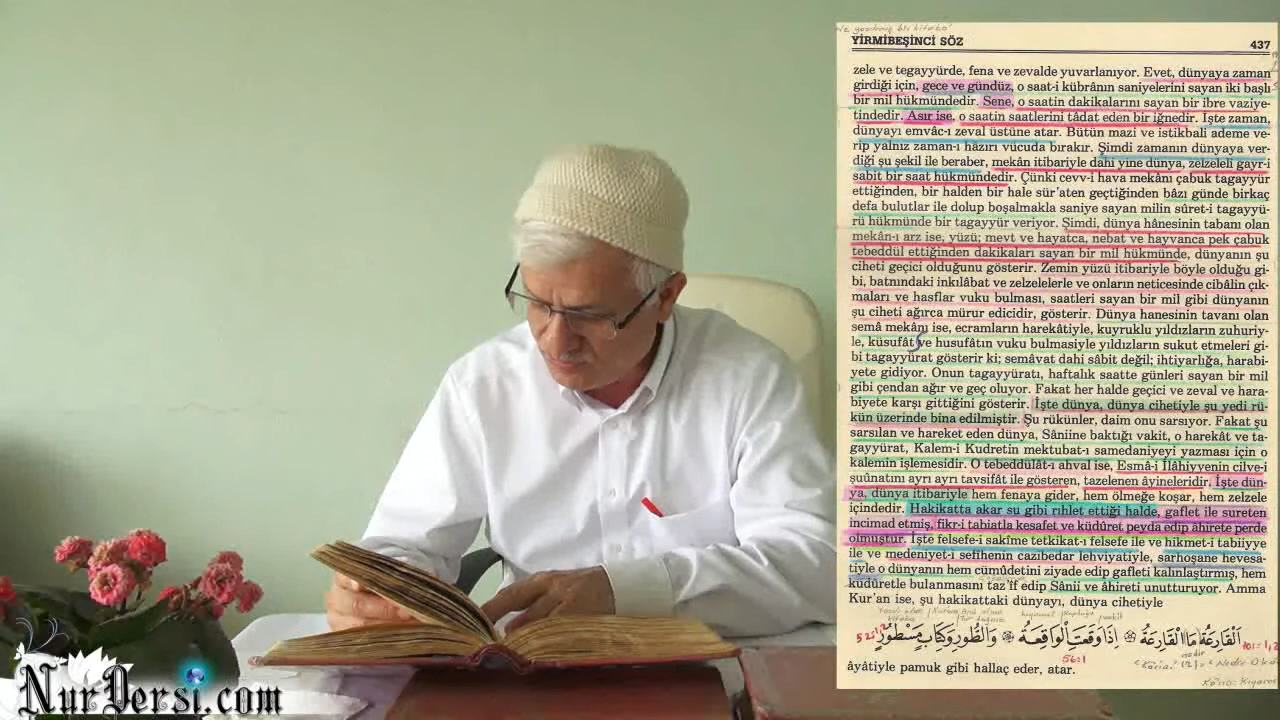 YİRMİBEŞİNCİ SÖZ 437
zele ve tegayyürde, fena ve zevalde yuvarlanıyor. Evet, dünyaya zaman
girdiği için, gece ve gündüz, o saat-i kübrânın saniyelerini sayan iki başlı
bir mil hükmündedir. Sene, o saatin dakikalarını sayan bir ibre vaziye-
tindedir. Asır ise, o saatin saatlerini tâdat eden bir iğnedir. İşte zaman,
dünyayı emvâc-ı zeval üstüne atar. Bütün mazi ve istikbali ademe ve-
rip yalnız zaman-ı hâzırı vücuda bırakır. Şimdi zamanın dünyaya ver-
diği şu şekil ile beraber, mekân itibariyle dahi yine dünya, zelzeleli gayr-i
sabit bir saat hükmündedir. Çünki cevv-i hava mekânı çabuk tagayyür
ettiğinden, bir halden bir hale sür'aten geçtiğinden bâzı günde birkaç
defa bulutlar ile dolup boşalmakla saniye sayan milin sûret-i tagayyü-
rü hükmünde bir tagayyür veriyor. Şimdi, dünya hânesinin tabanı olan
mekân-ı arz ise, yüzü; mevt ve hayatca, nebat ve hayvanca pek çabuk
tebeddül ettiğinden dakikaları sayan bir mil hükmünde, dünyanın şu
ciheti geçici olduğunu gösterir. Zemin yüzü itibariyle böyle olduğu gi-
bi, batnındaki inkılâbat ve zelzelelerle ve onların neticesinde cibâlin çık-
maları ve hasflar vuku bulması, saatleri sayan bir mil gibi dünyanın
şu ciheti ağırca mürur edicidir, gösterir. Dünya hanesinin tavanı olan
semâ mekânı ise, ecramların harekâtiyle, kuyruklu yıldızların zuhuriy-
le, küsufât ve husufâtın vuku bulmasiyle yıldızların sukut etmeleri gi-
bi tagayyürat gösterir ki; semâvat dahi sâbit değil; ihtiyarlığa, harabi-
yete gidiyor. Onun tagayyüratı, haftalık saatte günleri sayan bir mil
gibi çendan ağır ve geç oluyor. Fakat her halde geçici ve zeval ve hara-
biyete karşı gittiğini gösterir. İşte dünya, dünya cihetiyle şu yedi rü-
kün üzerinde bina edilmiştir. Şu rükünler, daim onu sarsıyor. Fakat şu
sarsılan ve hareket eden dünya, Sâniine baktığı vakit, o harekât ve ta-
gayyürat, Kalem-i Kudretin mektubat-ı samedaniyeyi yazması için o
kalemin işlemesidir. O tebeddülât-ı ahval ise, Esmâ-i İlâhiyyenin cilve-i
şuûnatını ayrı ayrı tavsifât ile gösteren, tazelenen âyineleridir. İşte dün-
ya, dünya itibariyle hem fenaya gider, hem ölmeğe koşar, hem zelzele
içindedir. Hakikatta akar su gibi rıhlet ettiği halde, gaflet ile sureten
incimad etmiş, fikr-i tabiatla kesafet ve küdûret peyda edip ahirete perde
olmuştur. İşte felsefe-i sakîme tetkikat-ı felsefe ile ve hikmet-i tabiiyye
ile ve medeniyet-i sefihenin cazibedar lehviyatiyle, sarhoşane hevesa-
tiyle o dünyanın hem cümûdetini ziyade edip gafleti kalınlaştırmış, hem
küdûretle bulanmasını taz'îf edip Sânii ve âhireti unutturuyor. Amma
Kur'an ise, şu hakikattaki dünyayı, dünya cihetiyle
اَلْقَارِعَةُ مَا الْقَارِعَةُ ❁ اِذَا وَقَعَتِ الْوَاقِعَةُ ❁ وَالطُّورِ وَكِتَابٍ مَسْطُورٍ
56:1
âyâtiyle pamuk gibi hallaç eder, atar.
NurDersi.com